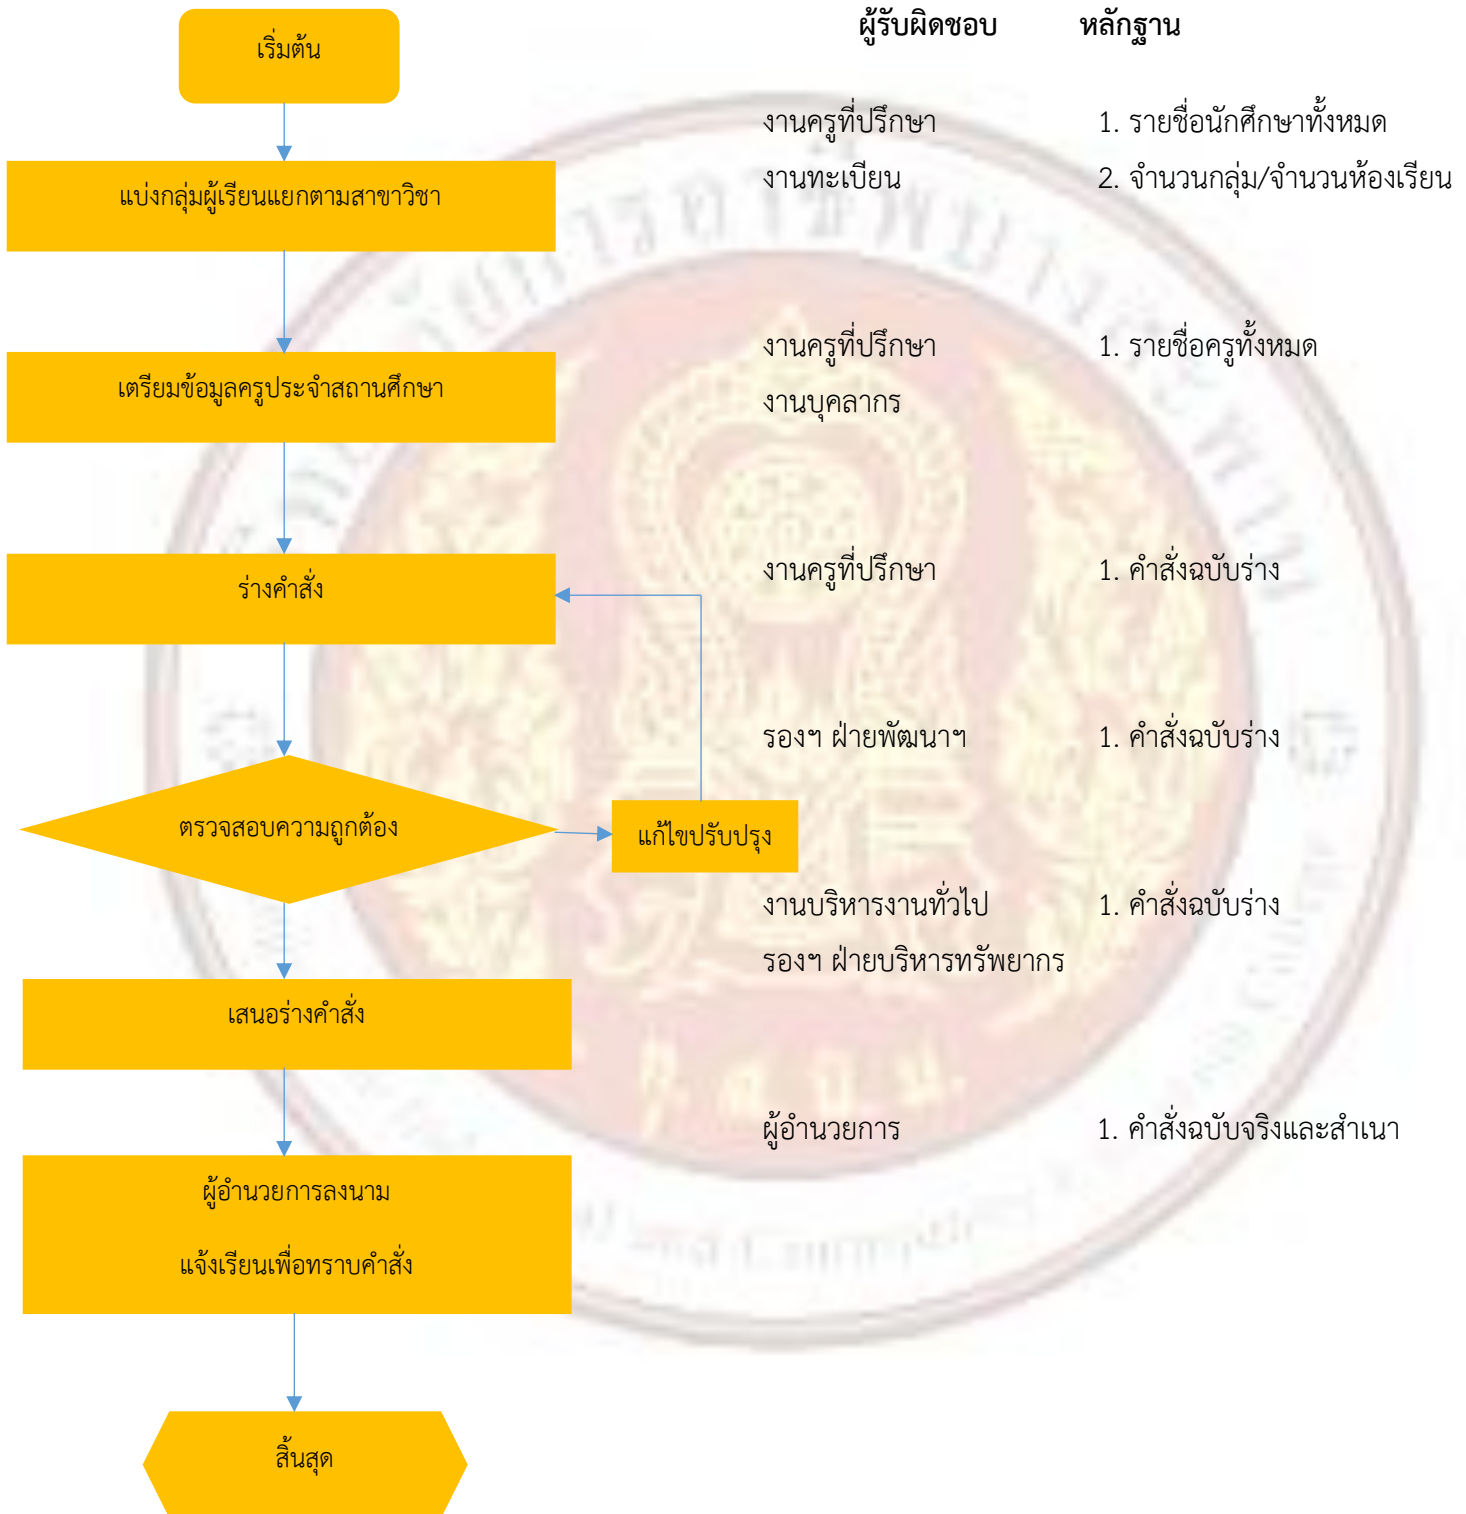 ผู้รับผิดชอบ หลักฐาน
เริ่มต้น
งานครูที่ปรึกษา 1. รายชื่อนักศึกษาทั้งหมด
งานทะเบียน 2. จำนวนกลุ่ม/จำนวนห้องเรียน
แบ่งกลุ่มผู้เรียนแยกตามสาขาวิชา
งานครูที่ปรึกษา 1. รายชื่อครูทั้งหมด
เตรียมข้อมูลครูประจำสถานศึกษา
งานบุคลากร
งานครูที่ปรึกษา 1. คำสั่งฉบับร่าง
ร่างคำสั่ง
รองฯ ฝ่ายพัฒนาฯ 1. คำสั่งฉบับร่าง
ตรวจสอบความถูกต้อง
แก้ไขปรับปรุง
งานบริหารงานทั่วไป 1. คำสั่งฉบับร่าง
รองฯ ฝ่ายบริหารทรัพยากร
เสนอร่างคำสั่ง
ผู้อำนวยการ 1. คำสั่งฉบับจริงและสำเนา
ผู้อำนวยการลงนาม
แจ้งเรียนเพื่อทราบคำสั่ง
สิ้นสุด